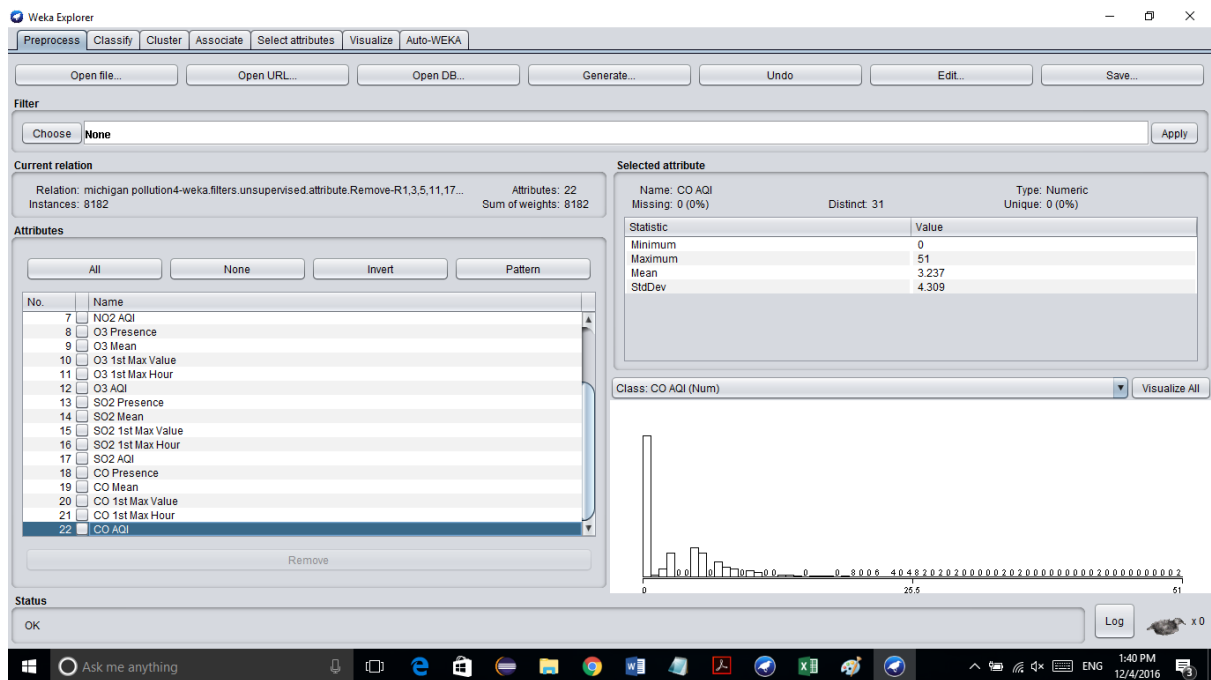 Weka Explorer
Preprocess Classify Cluster Associate Select attributes Visualize Auto-WEKA
Open file... Open URL... Open DB... Generate... Undo Edit... Save...
Filter
Choose None Apply
Current relation
Relation: michigan pollution4-weka.filters.unsupervised.attribute.Remove-R1,3,5,11,17... Attributes: 22
Instances: 8182 Sum of weights: 8182
Attributes
All None Invert Pattern
No. Name
7 NO2 AQI
8 O3 Presence
9 O3 Mean
10 O3 1st Max Value
11 O3 1st Max Hour
12 O3 AQI
13 SO2 Presence
14 SO2 Mean
15 SO2 1st Max Value
16 SO2 1st Max Hour
17 SO2 AQI
18 CO Presence
19 CO Mean
20 CO 1st Max Value
21 CO 1st Max Hour
22 CO AQI
Remove
Selected attribute
Name: CO AQI Type: Numeric
Missing: 0 (0%) Distinct: 31 Unique: 0 (0%)
Statistic Value
Minimum 0
Maximum 51
Mean 3.237
StdDev 4.309
Class: CO AQI (Num) Visualize All
0 25.5 51
Status
OK
Log x 0
Ask me anything
ENG
1:40 PM
12/4/2016